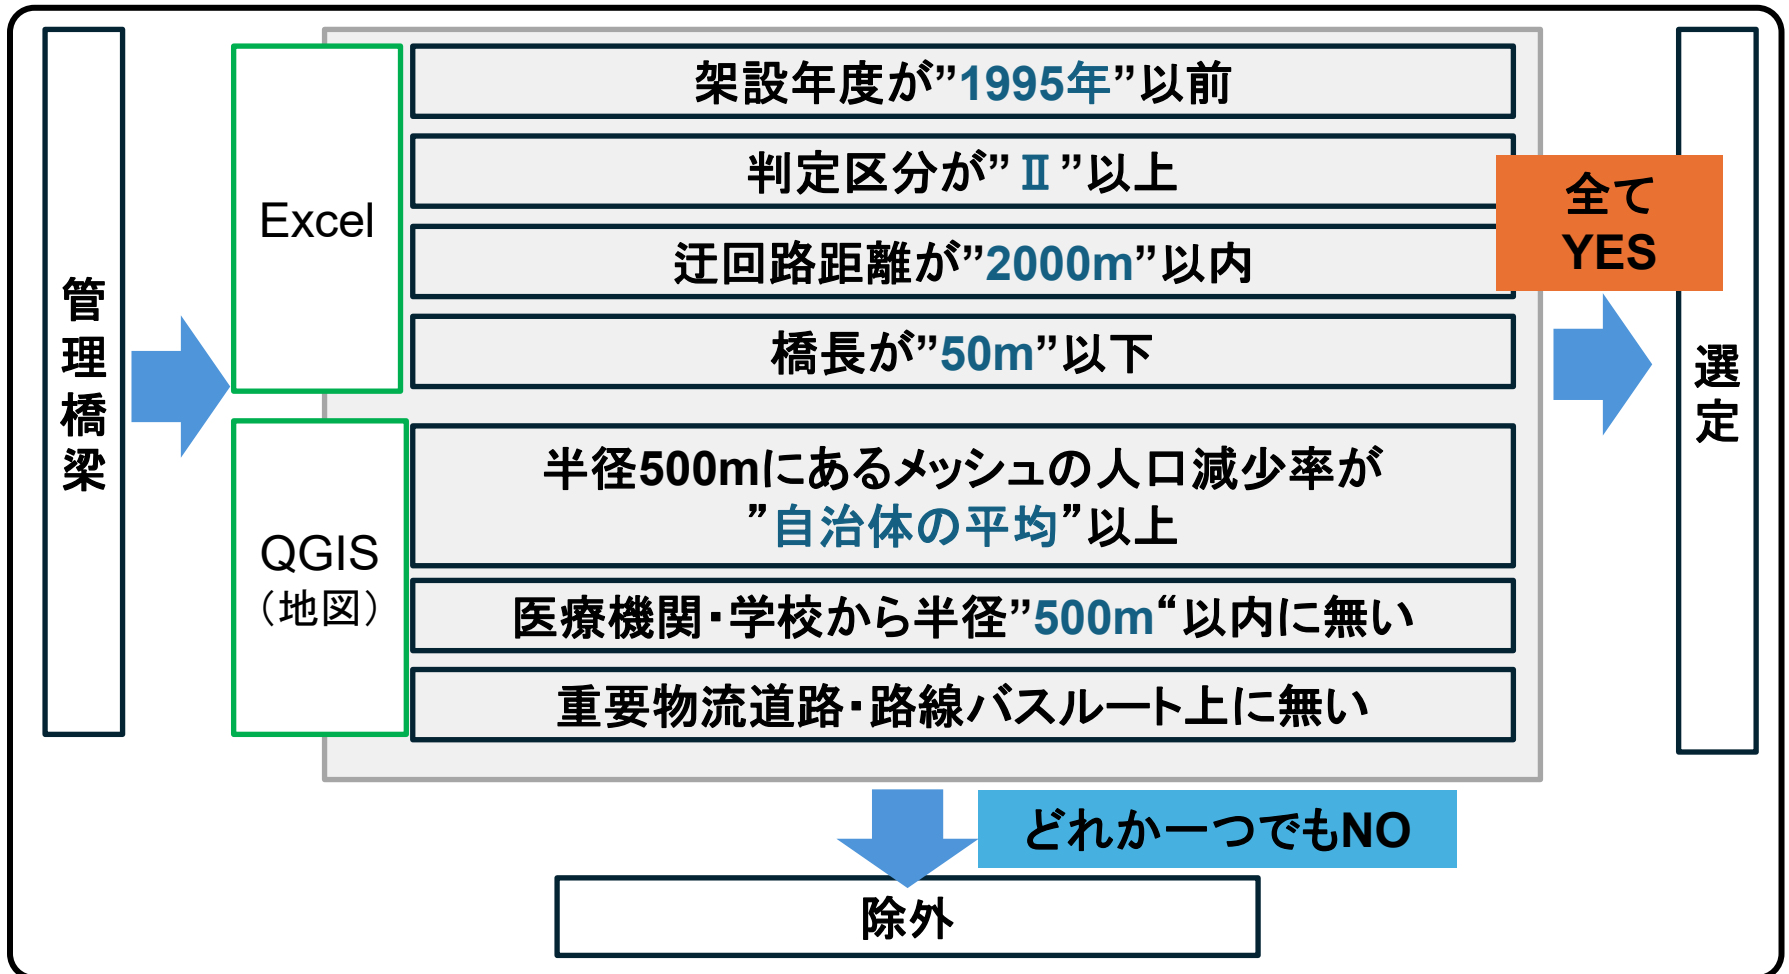 管理橋梁
Excel
架設年度が”1995年”以前
判定区分が”Ⅱ”以上
迂回路距離が”2000m”以内
橋長が”50m”以下
QGIS
（地図）
半径500mにあるメッシュの人口減少率が
”自治体の平均”以上
医療機関・学校から半径”500m“以内に無い
重要物流道路・路線バスルート上に無い
全て
YES
選定
どれか一つでもNO
除外